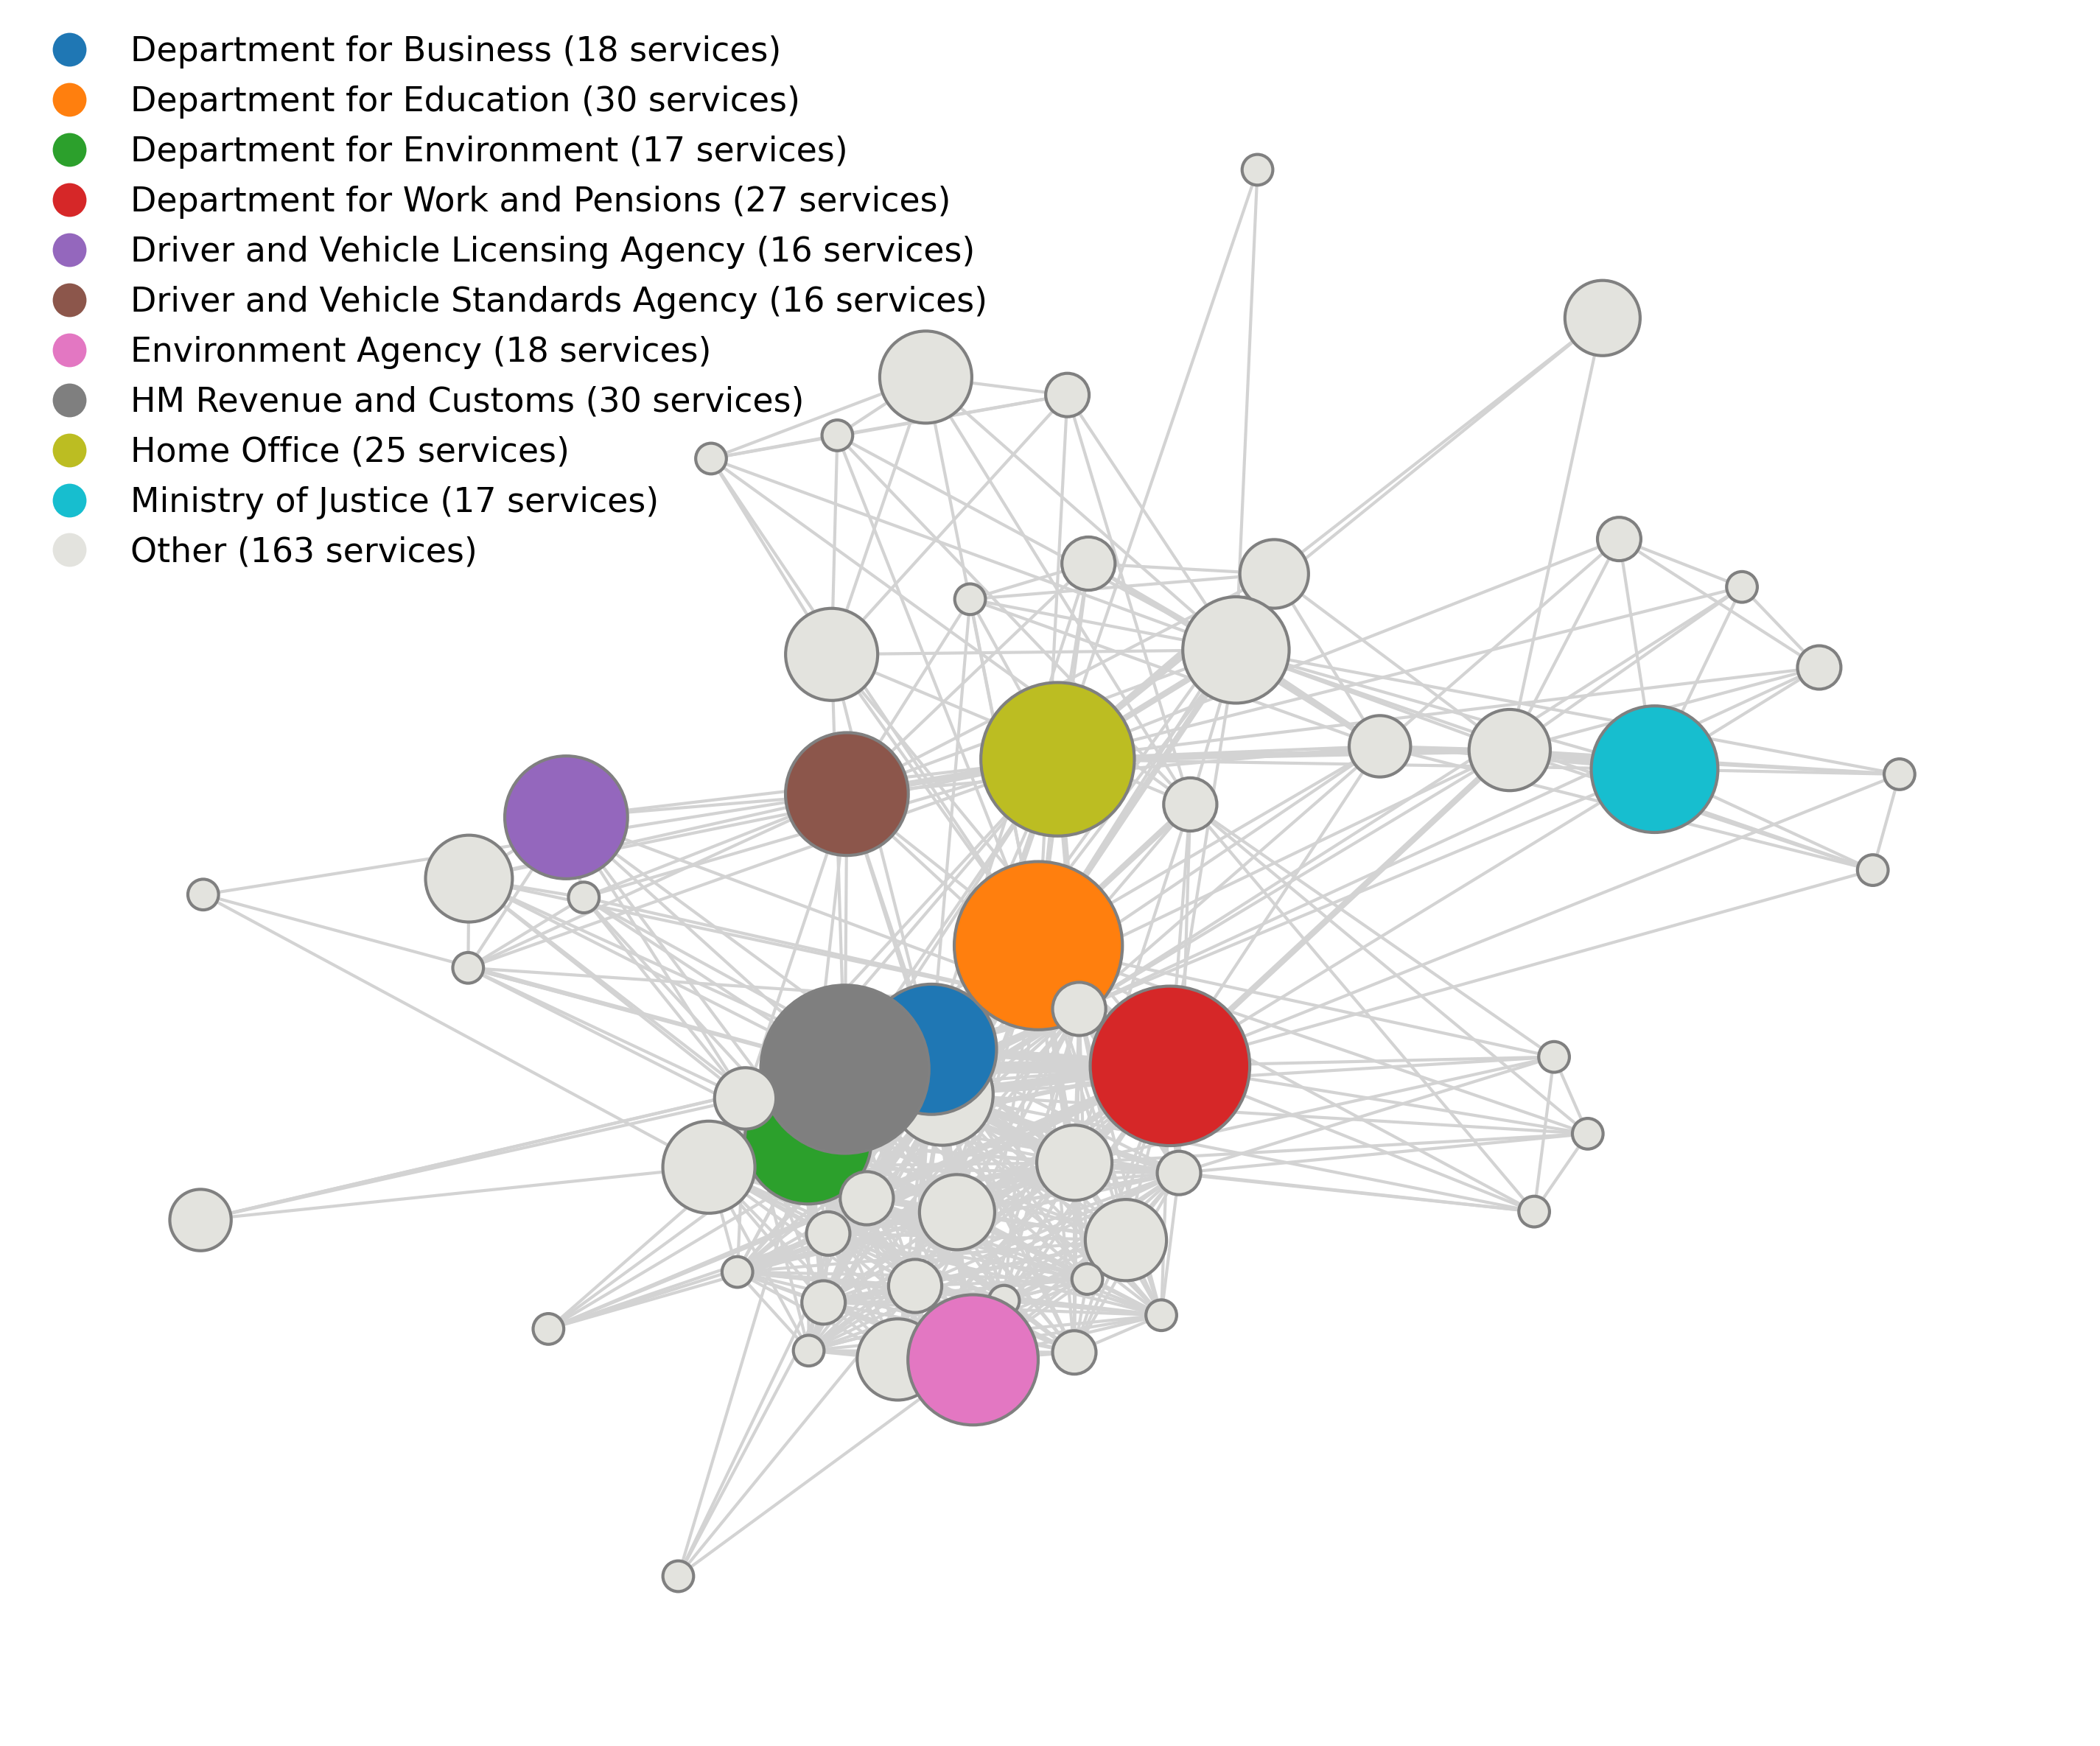 Department for Business (18 services)
Department for Education (30 services)
Department for Environment (17 services)
Department for Work and Pensions (27 services)
Driver and Vehicle Licensing Agency (16 services)
Driver and Vehicle Standards Agency (16 services)
Environment Agency (18 services)
HM Revenue and Customs (30 services)
Home Office (25 services)
Ministry of Justice (17 services)
Other (163 services)